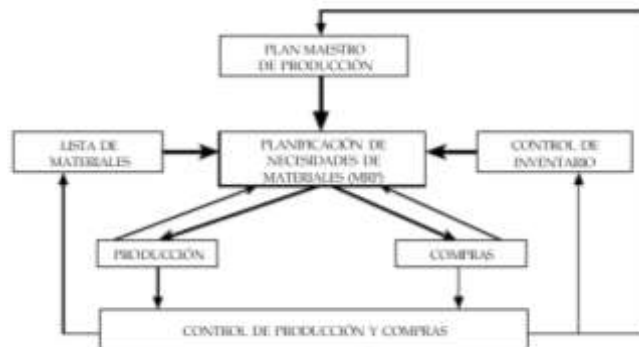 PLAN MAESTRO
DE PRODUCCIÓN
LISTA DE
MATERIALES
PLANIFICACIÓN DE
NECESIDADES DE
MATERIALES (MRP)
CONTROL DE
INVENTARIO
PRODUCCIÓN
COMPRAS
CONTROL DE PRODUCCIÓN Y COMPRAS